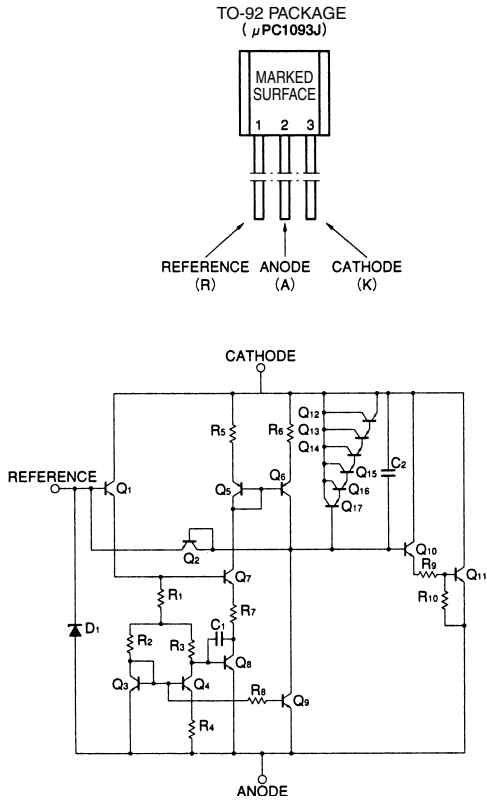 TO-92 PACKAGE
( μPC1093J)
MARKED
SURFACE
1 2 3
REFERENCE ANODE CATHODE
(R) (A) (K)
CATHODE
R5 R6 Q12
Q13
Q14
C2
REFERENCE Q1 Q5 Q6 Q15
Q16
Q17
Q2 Q10
R9 Q11
Q7
R10
R1
R7
D1 C1
R2 R3 Q8
Q3 Q4 R8 Q9
R4
ANODE